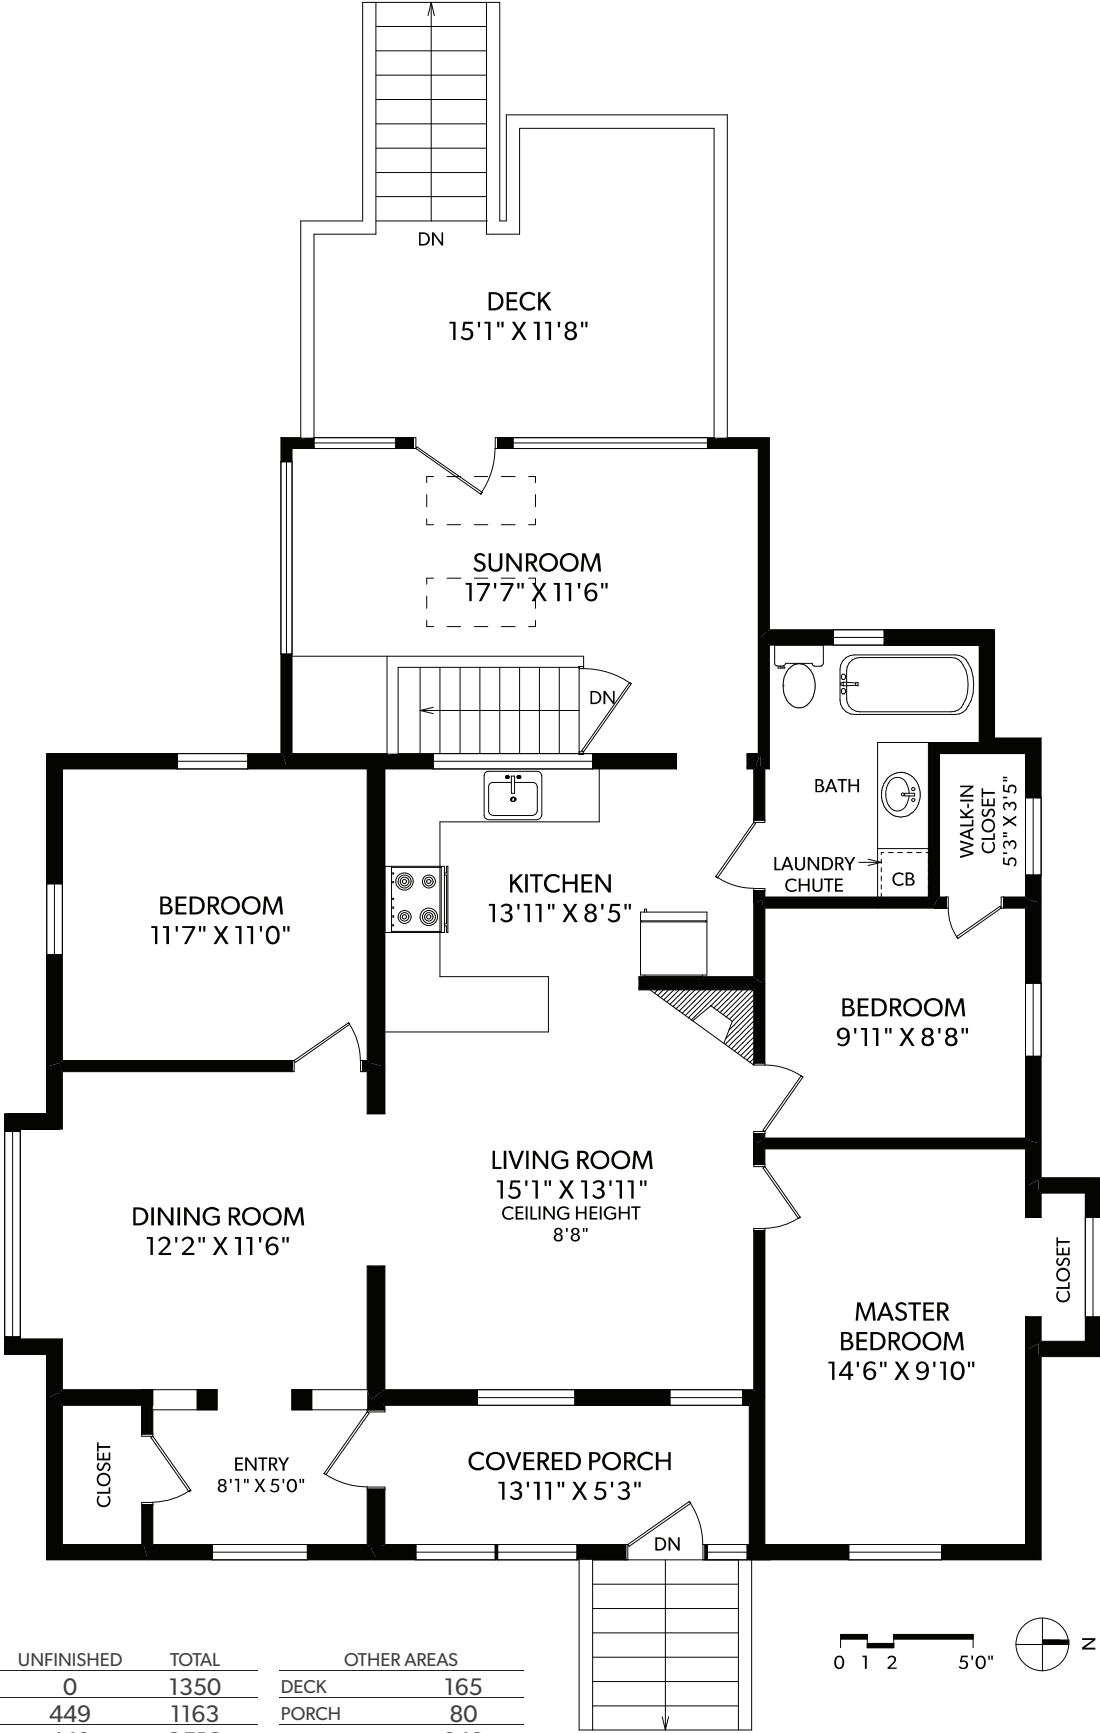 DN
DECK
15'1" X 11'8"
SUNROOM
17'7" X 11'6"
DN
BATH
WALK-IN
CLOSET
5'3" X 3'5"
LAUNDRY
CHUTE
CB
KITCHEN
13'11" X 8'5"
BEDROOM
11'7" X 11'0"
BEDROOM
9'11" X 8'8"
LIVING ROOM
15'1" X 13'11"
CEILING HEIGHT
8'8"
DINING ROOM
12'2" X 11'6"
CLOSET
MASTER
BEDROOM
14'6" X 9'10"
CLOSET
ENTRY
8'1" X 5'0"
COVERED PORCH
13'11" X 5'3"
DN
0 1 2 5'0"
N
UNFINISHED TOTAL OTHER AREAS
0 1350 DECK 165
449 1163 PORCH 80